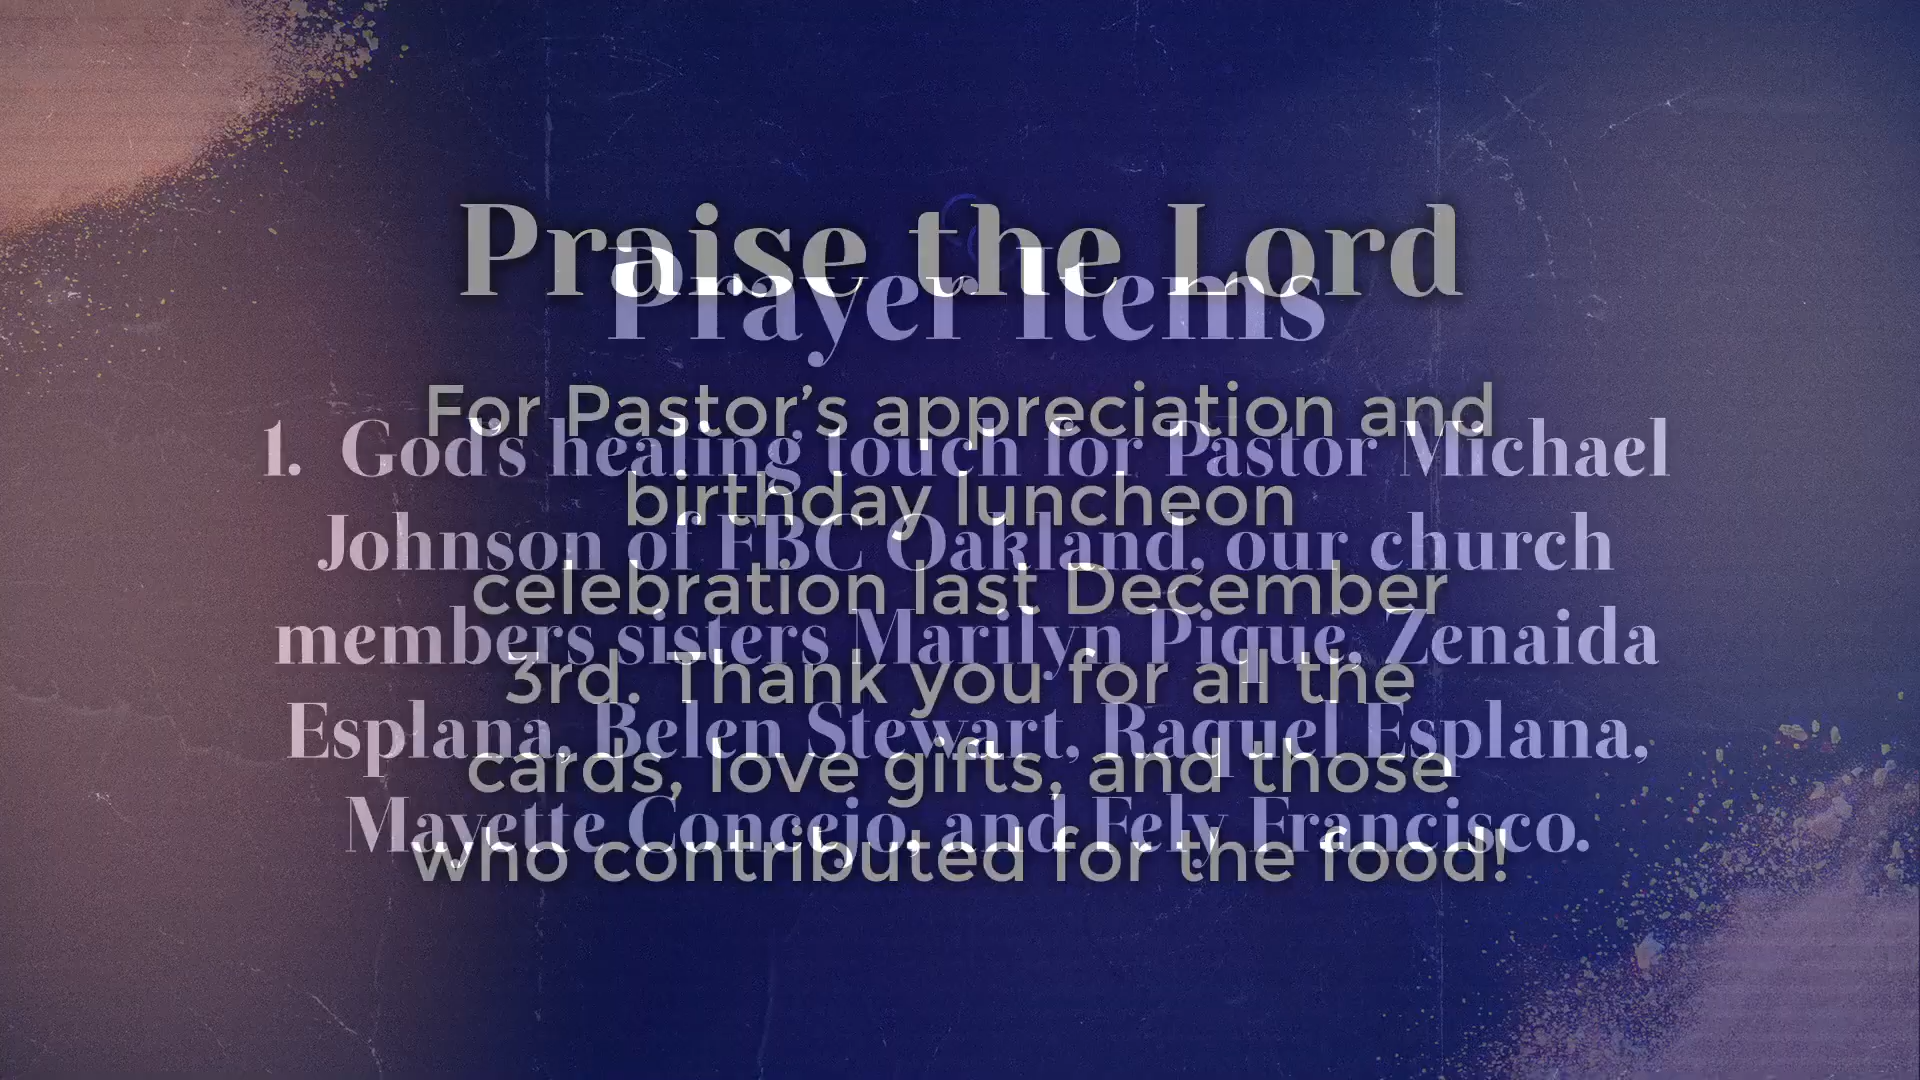 Praise the Lord
For Pastor’s appreciation and
birthday luncheon
celebration last December
3rd. Thank you for all the
cards, love gifts, and those
who contributed for the food!
Prayer Items
1. God's healing touch for Pastor Michael
Johnson of FBC Oakland, our church
members sisters Marilyn Pique, Zenaida
Esplana, Belen Stewart, Raquel Esplana,
Mayette Concejo, and Fely Francisco.